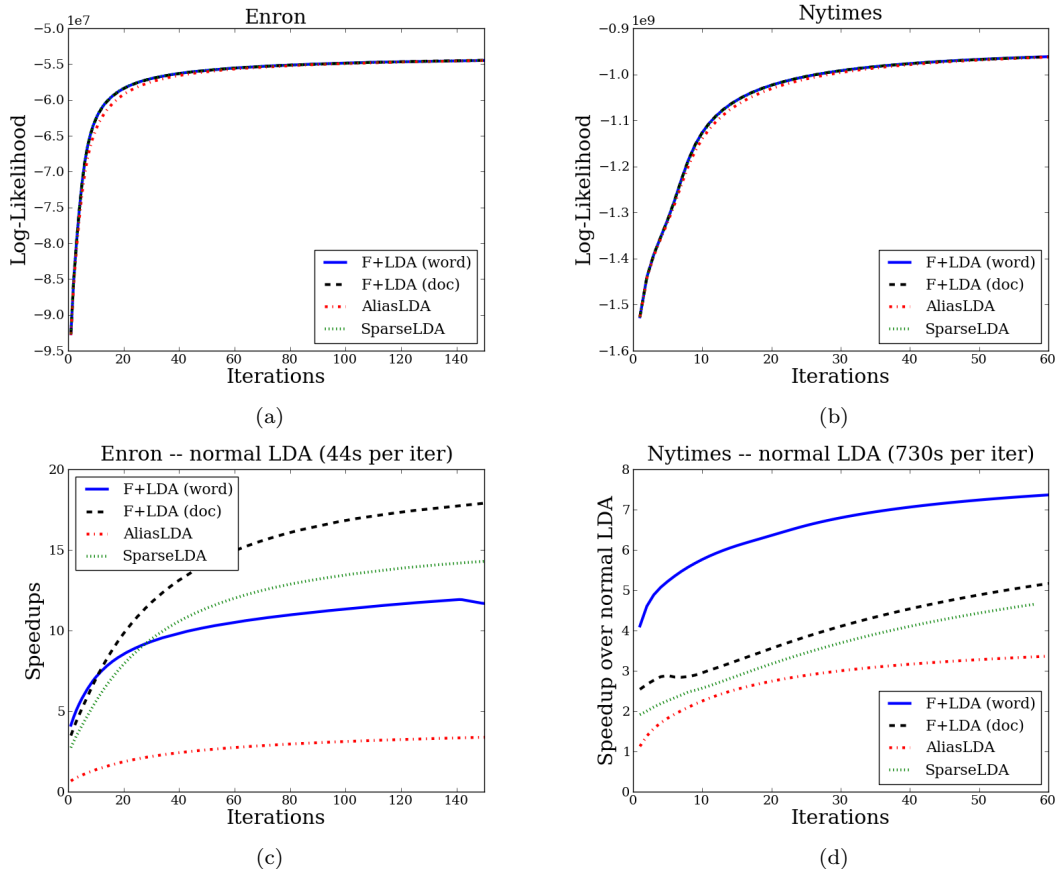 Enron
1e7
−5.0
−5.5
−6.0
−6.5
−7.0
−7.5
−8.0
−8.5
−9.0
−9.5
Log-Likelihood
F+LDA (word)
F+LDA (doc)
AliasLDA
SparseLDA
0 20 40 60 80 100 120 140
Iterations
(a)
Nytimes
1e9
−0.9
−1.0
−1.1
−1.2
−1.3
−1.4
−1.5
−1.6
Log-Likelihood
F+LDA (word)
F+LDA (doc)
AliasLDA
SparseLDA
0 10 20 30 40 50 60
Iterations
(b)
Enron -- normal LDA (44s per iter)
20
15
10
5
0
Speedups
F+LDA (word)
F+LDA (doc)
AliasLDA
SparseLDA
0 20 40 60 80 100 120 140
Iterations
(c)
Nytimes -- normal LDA (730s per iter)
8
7
6
5
4
3
2
1
0
Speedup over normal LDA
F+LDA (word)
F+LDA (doc)
AliasLDA
SparseLDA
0 10 20 30 40 50 60
Iterations
(d)